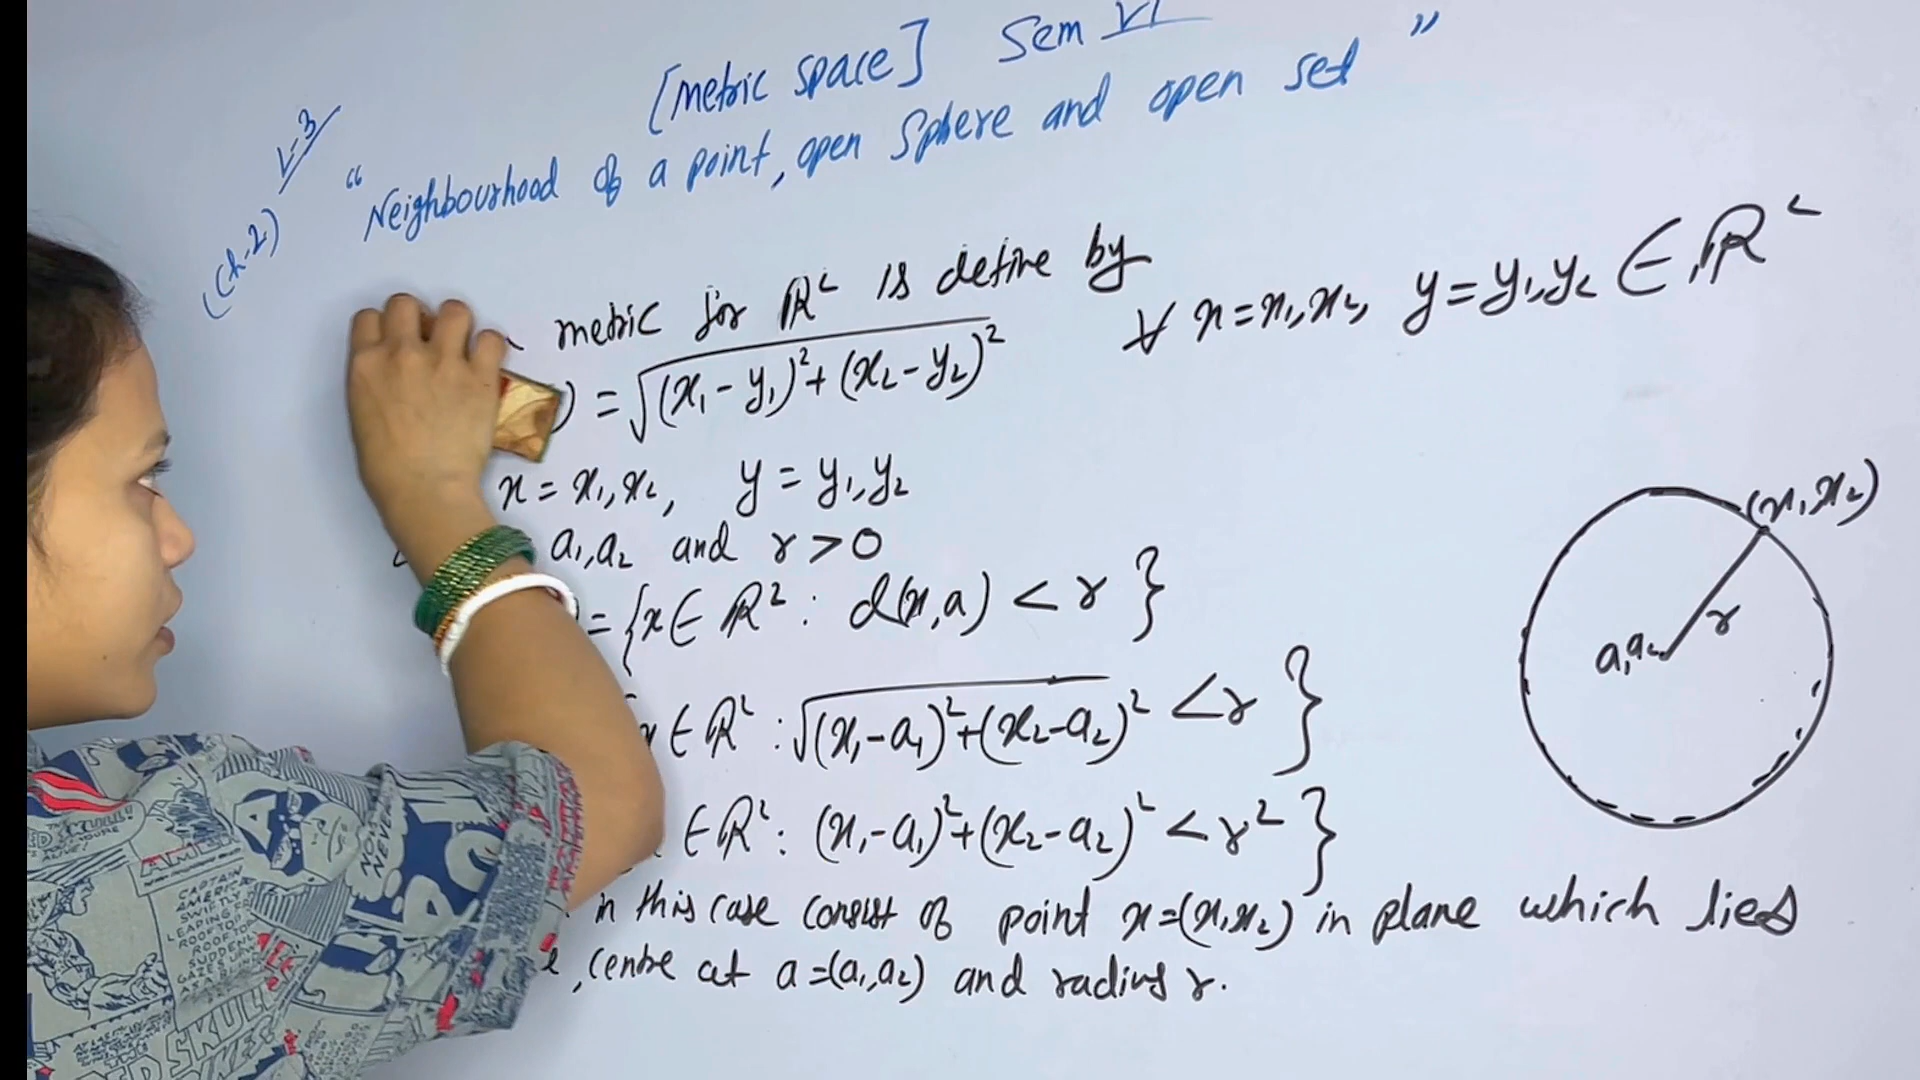 [metric space] Sem VI
V-3
(Ch-2)
"Neighbourhood of a point, open Sphere and open set"
metric for ℝ² is define by
∀ x=x₁,x₂, y=y₁,y₂ ∈ ℝ²
) = √(x₁-y₁)²+(x₂-y₂)²
x = x₁,x₂, y = y₁,y₂
a₁,a₂ and r>0
= {x∈ℝ² : d(x,a) < r}
x∈ℝ² : √(x₁-a₁)²+(x₂-a₂)² <r}
∈ℝ² : (x₁-a₁)²+(x₂-a₂)² <r²}
in this case consist of point x=(x₁,x₂) in plane which lies
, centre at a=(a₁,a₂) and radius r.
(x₁,x₂)
r
a₁a₂
CAPTAIN
AMERICA